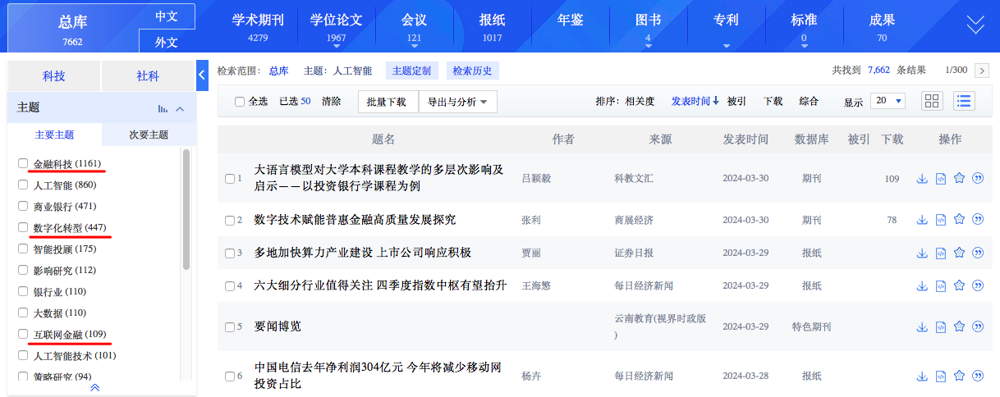 总库
7662
中文
外文
学术期刊
4279
学位论文
1967
会议
121
报纸
1017
年鉴
图书
4
专利
标准
0
成果
70
科技
社科
主题
主要主题
次要主题
金融科技 (1161)
人工智能 (860)
商业银行 (471)
数字化转型 (447)
智能投顾 (175)
影响研究 (112)
银行业 (110)
大数据 (110)
互联网金融 (109)
人工智能技术 (101)
策略研究 (94)
检索范围： 总库 主题：人工智能 主题定制 检索历史 共找到 7,662 条结果 1/300
全选 已选 50 清除 批量下载 导出与分析 排序：相关度 发表时间 被引 下载 综合 显示 20
题名 作者 来源 发表时间 数据库 被引 下载 操作
1 大语言模型对大学本科课程教学的多层次影响及
启示——以投资银行学课程为例 吕颖毅 科教文汇 2024-03-30 期刊 109
2 数字技术赋能普惠金融高质量发展探究 张利 商展经济 2024-03-30 期刊 78
3 多地加快算力产业建设 上市公司响应积极 贾丽 证券日报 2024-03-29 报纸
4 六大细分行业值得关注 四季度指数中枢有望抬升 王海慜 每日经济新闻 2024-03-29 报纸
5 要闻博览 云南教育(视界时政版
) 2024-03-29 特色期刊
6 中国电信去年净利润304亿元 今年将减少移动网
投资占比 杨卉 每日经济新闻 2024-03-28 报纸